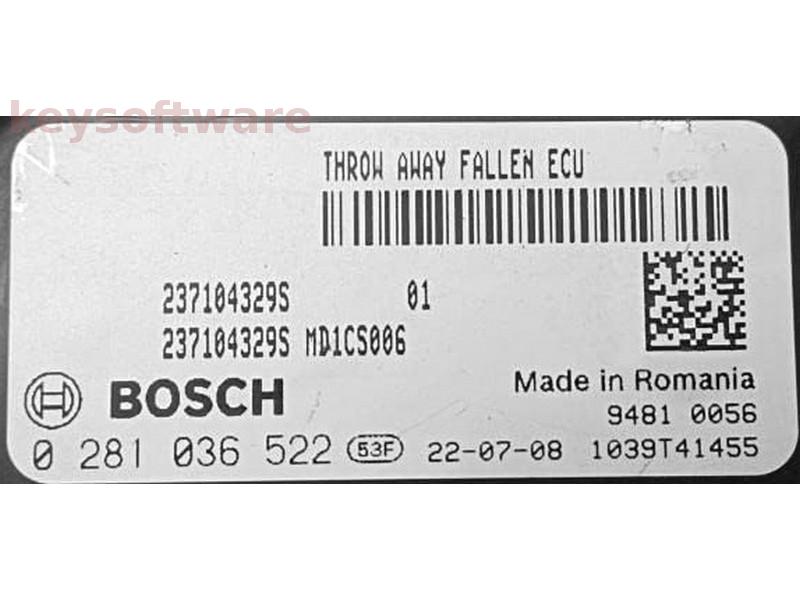 keysoftware
THROW AWAY FALLEN ECU
237104329S 01
237104329S MD1CS006
BOSCH
Made in Romania
9481 0056
0 281 036 522 53F 22-07-08 1039T41455